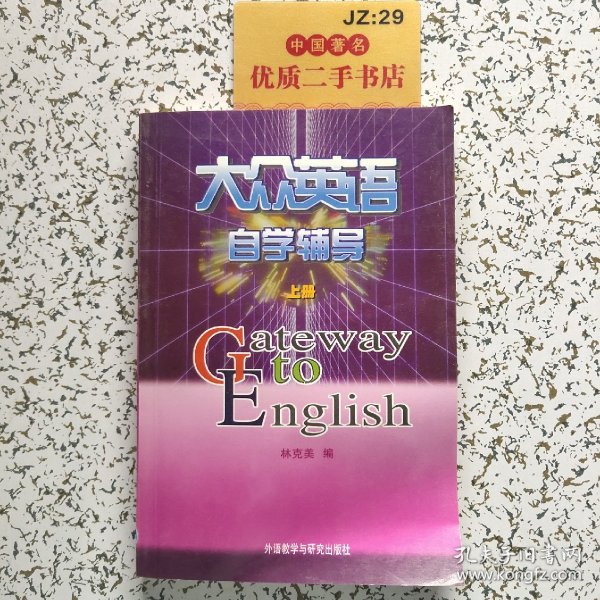 JZ:29
中国著名
优质二手书店
大众英语
自学辅导
上册
Gateway
to
English
林克美 编
外语教学与研究出版社
孔夫子旧书网
www.kongfz.com